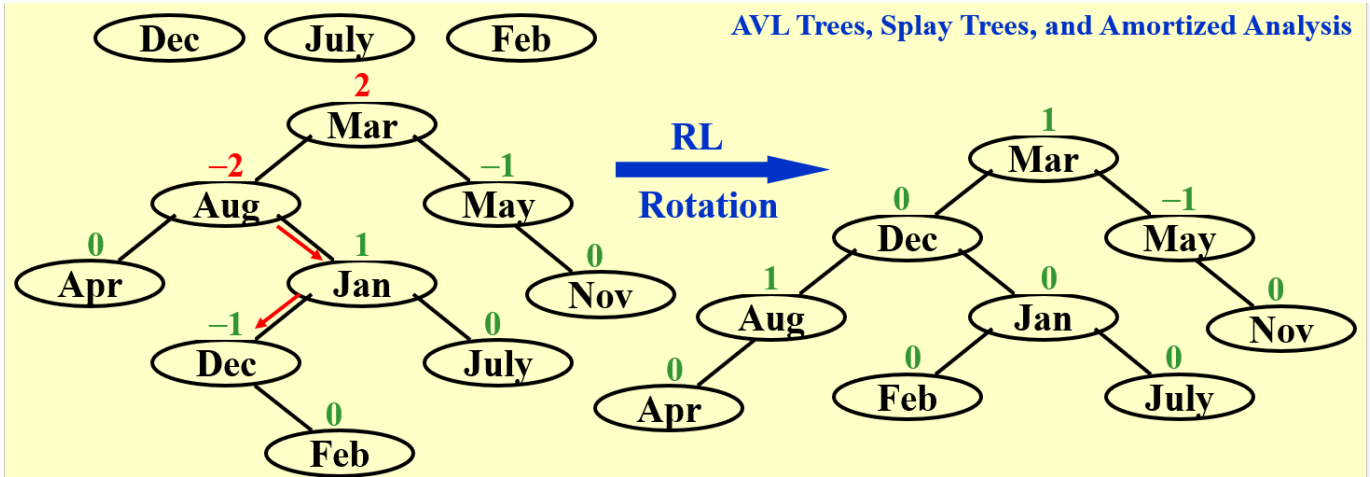 AVL Trees, Splay Trees, and Amortized Analysis
Dec July Feb
2
Mar
–2 –1
Aug May
0 1 0
Apr Jan Nov
–1 0
Dec July
0
Feb
RL
Rotation
1
Mar
0 –1
Dec May
1 0 0
Aug Jan Nov
0 0 0
Apr Feb July